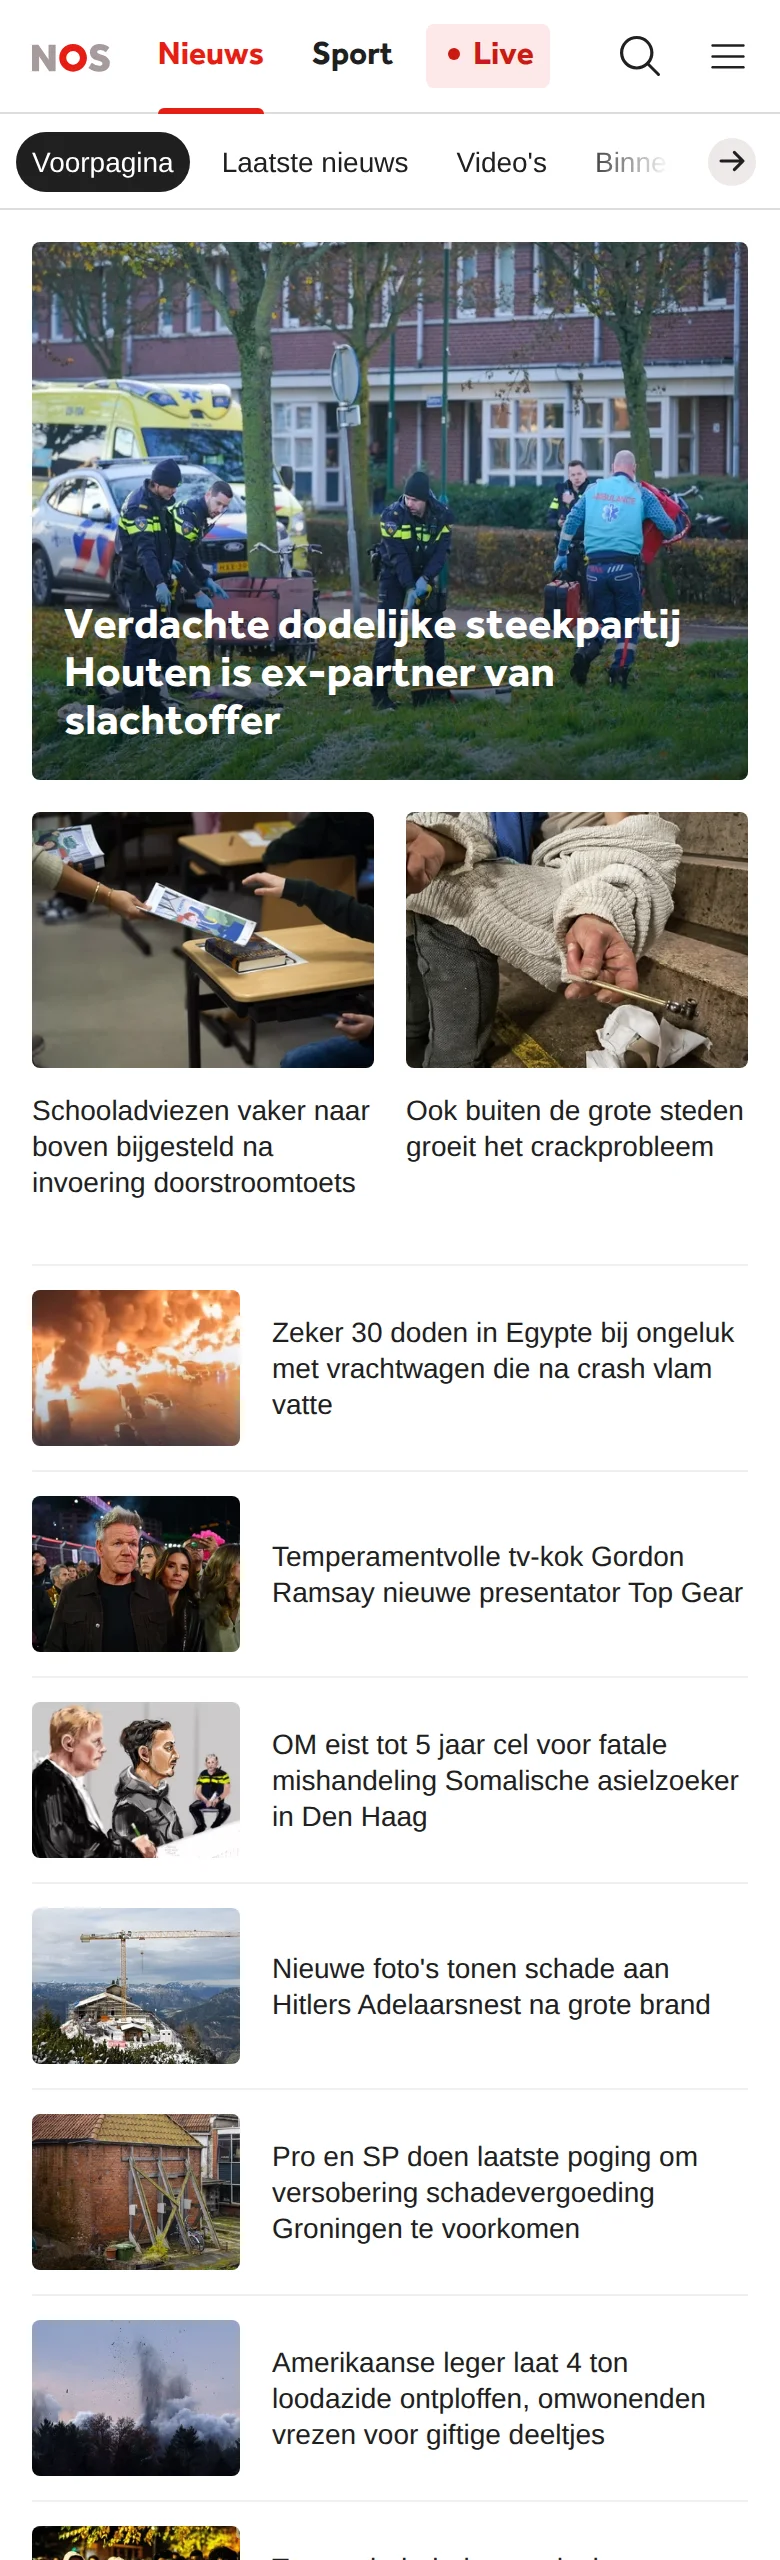 NOS
Nieuws
Sport
Live
Voorpagina
Laatste nieuws
Video's
Binne
AMBULANCE
Verdachte dodelijke steekpartij
Houten is ex-partner van
slachtoffer
Schooladviezen vaker naar
boven bijgesteld na
invoering doorstroomtoets
Ook buiten de grote steden
groeit het crackprobleem
Zeker 30 doden in Egypte bij ongeluk
met vrachtwagen die na crash vlam
vatte
Temperamentvolle tv-kok Gordon
Ramsay nieuwe presentator Top Gear
OM eist tot 5 jaar cel voor fatale
mishandeling Somalische asielzoeker
in Den Haag
Nieuwe foto's tonen schade aan
Hitlers Adelaarsnest na grote brand
Pro en SP doen laatste poging om
versobering schadevergoeding
Groningen te voorkomen
Amerikaanse leger laat 4 ton
loodazide ontploffen, omwonenden
vrezen voor giftige deeltjes